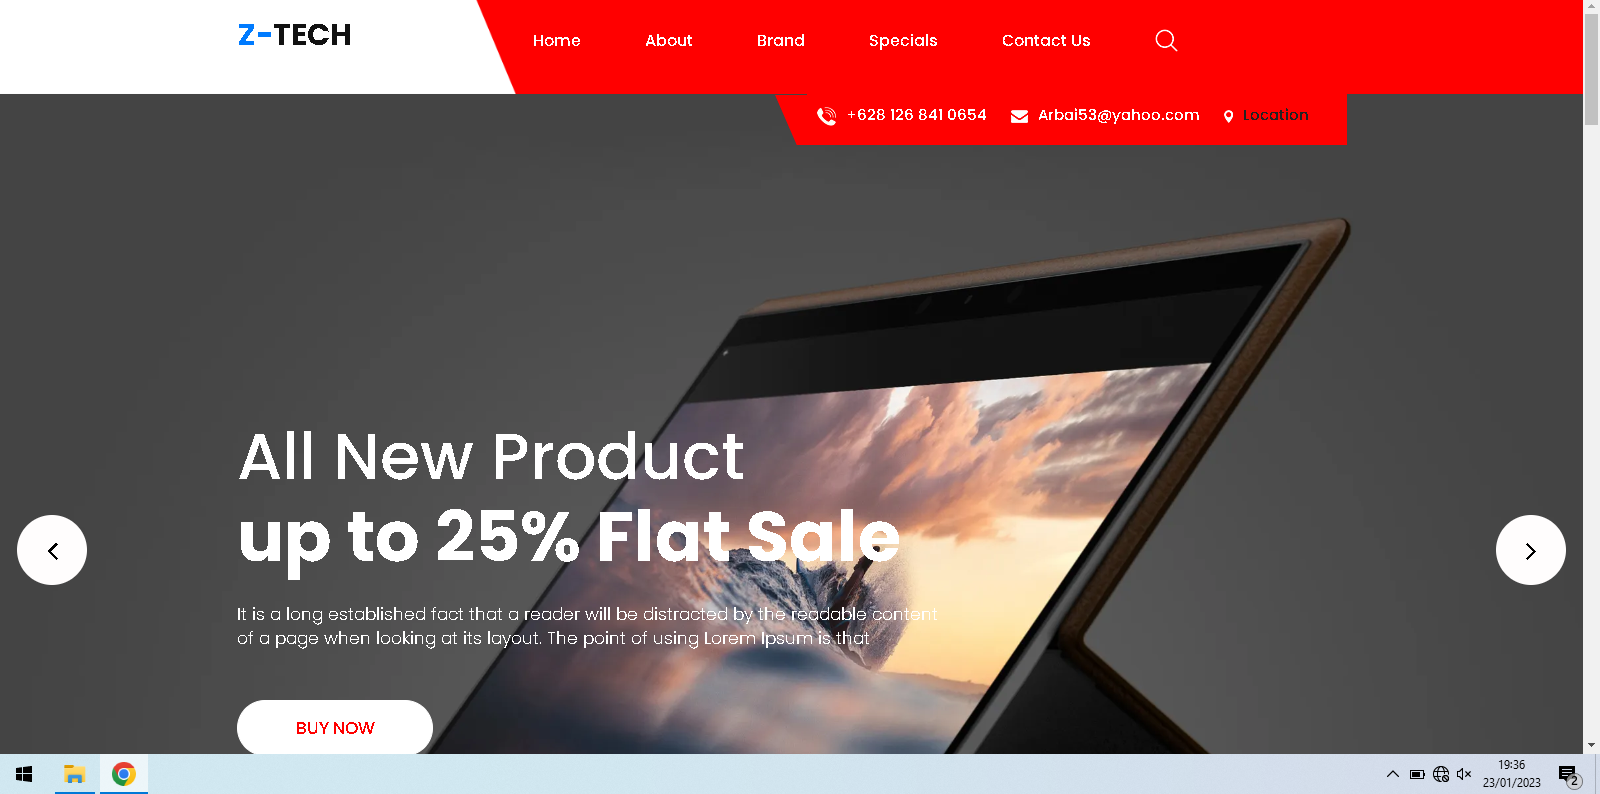 Z-TECH
Home About Brand Specials Contact Us
+628 126 841 0654 Arbai53@yahoo.com Location
All New Product
up to 25% Flat Sale
It is a long established fact that a reader will be distracted by the readable content
of a page when looking at its layout. The point of using Lorem Ipsum is that
BUY NOW
19:36
23/01/2023
2